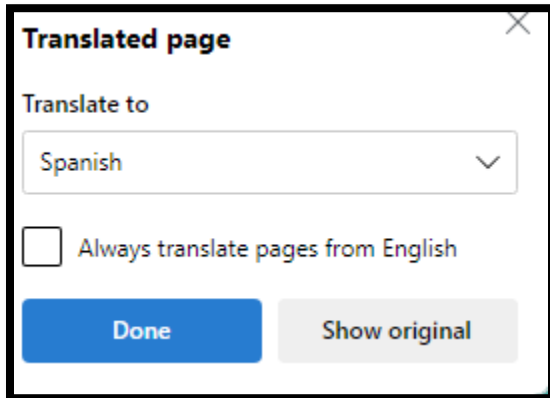 Translated page
Translate to
Spanish
Always translate pages from English
Done
Show original